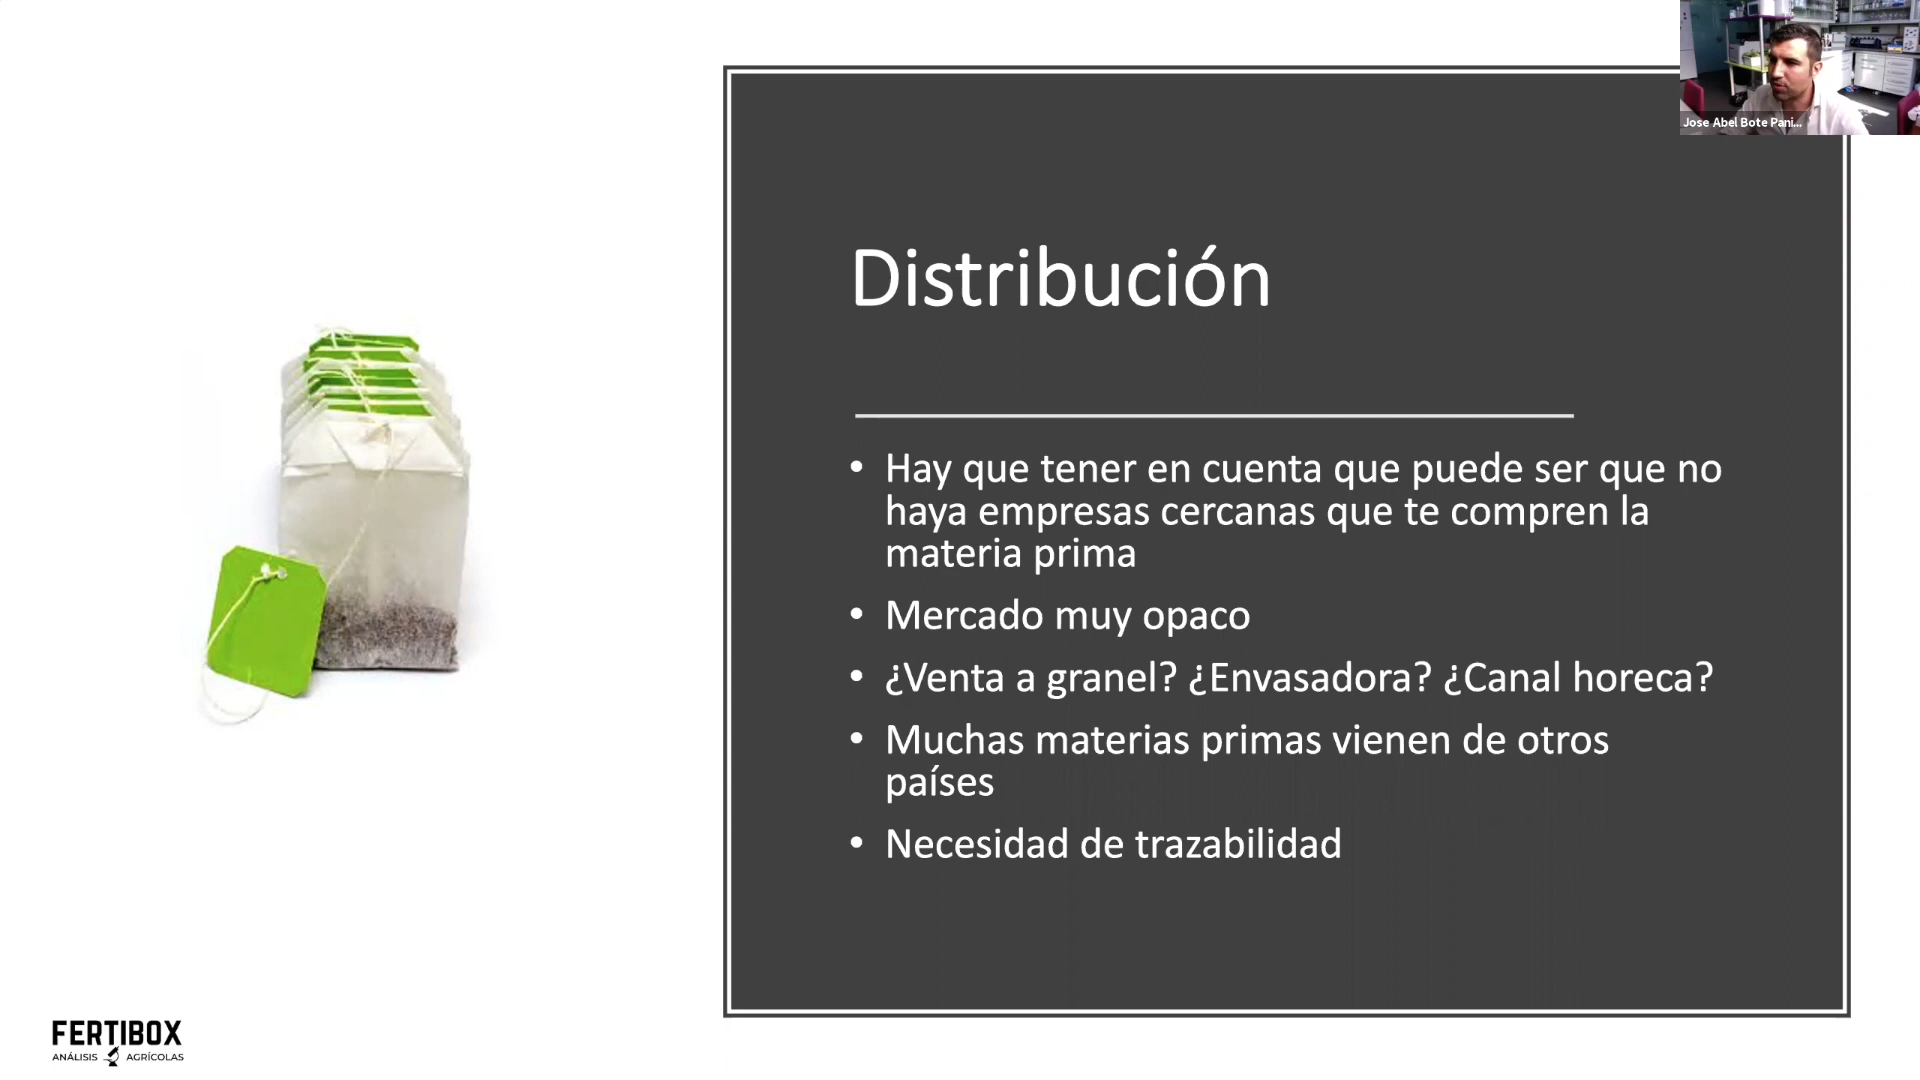 Jose Abel Bote Pani...
Distribución
• Hay que tener en cuenta que puede ser que no
haya empresas cercanas que te compren la
materia prima
• Mercado muy opaco
• ¿Venta a granel? ¿Envasadora? ¿Canal horeca?
• Muchas materias primas vienen de otros
países
• Necesidad de trazabilidad
FERTIBOX
ANÁLISIS AGRÍCOLAS